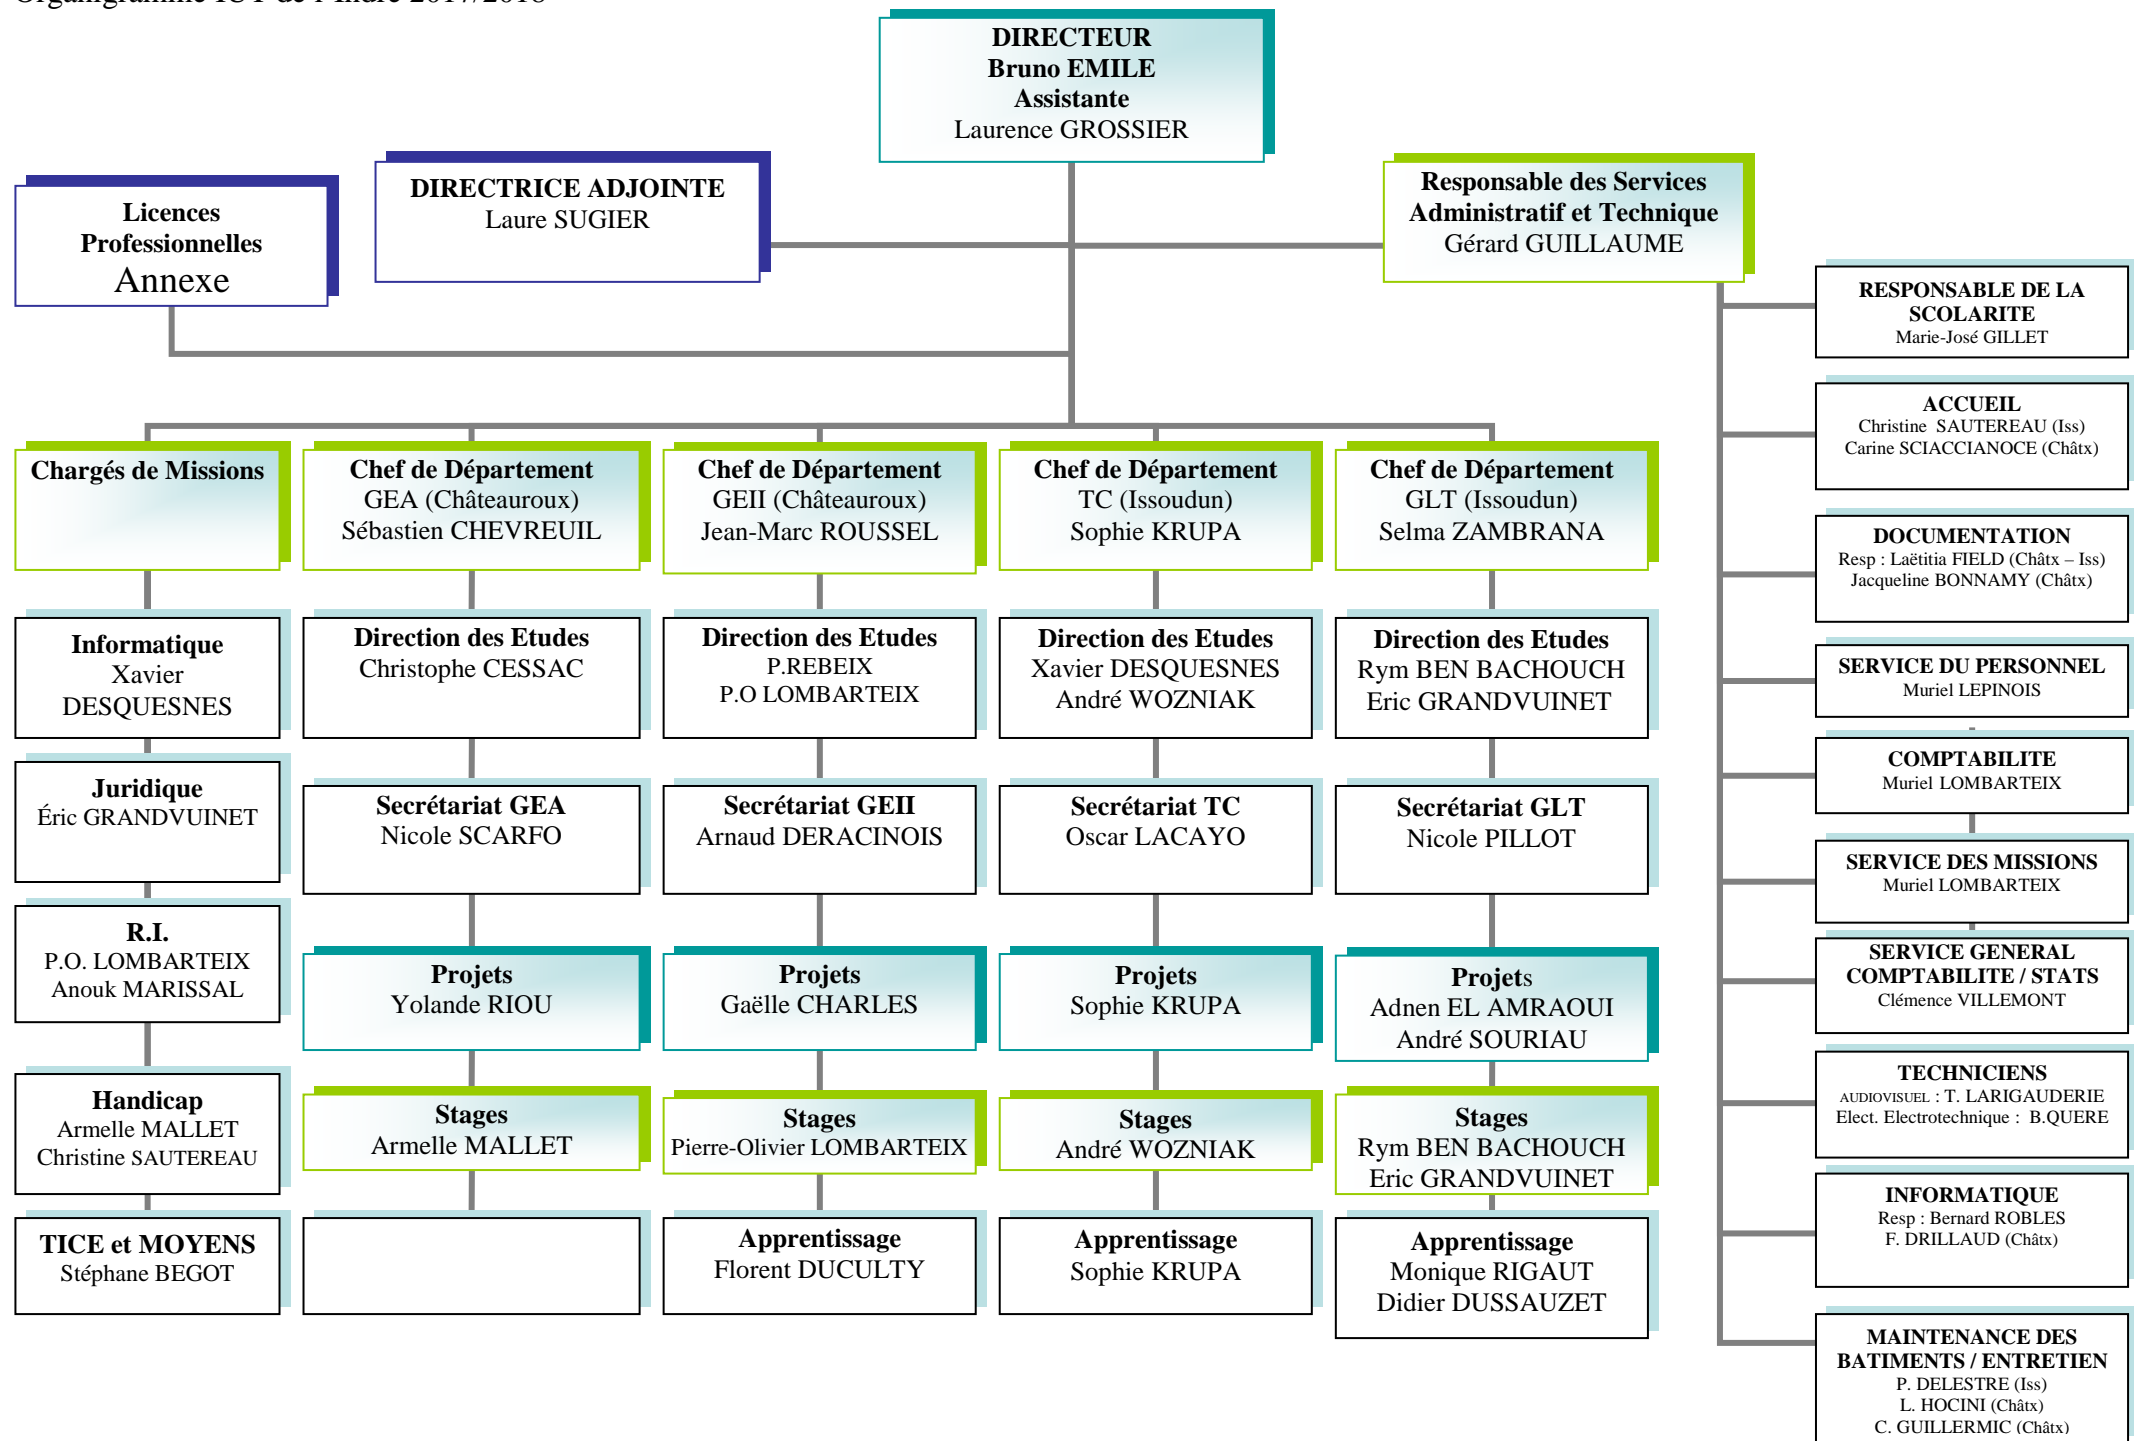 Organigramme IUT de l'Indre 2017/2018
DIRECTEUR
Bruno EMILE
Assistante
Laurence GROSSIER
Licences
Professionnelles
Annexe
DIRECTRICE ADJOINTE
Laure SUGIER
Responsable des Services
Administratif et Technique
Gérard GUILLAUME
Chargés de Missions
Informatique
Xavier
DESQUESNES
Juridique
Éric GRANDVUINET
R.I.
P.O. LOMBARTEIX
Anouk MARISSAL
Handicap
Armelle MALLET
Christine SAUTEREAU
TICE et MOYENS
Stéphane BEGOT
Chef de Département
GEA (Châteauroux)
Sébastien CHEVREUIL
Direction des Etudes
Christophe CESSAC
Secrétariat GEA
Nicole SCARFO
Projets
Yolande RIOU
Stages
Armelle MALLET
Chef de Département
GEII (Châteauroux)
Jean-Marc ROUSSEL
Direction des Etudes
P.REBEIX
P.O LOMBARTEIX
Secrétariat GEII
Arnaud DERACINOIS
Projets
Gaëlle CHARLES
Stages
Pierre-Olivier LOMBARTEIX
Apprentissage
Florent DUCULTY
Chef de Département
TC (Issoudun)
Sophie KRUPA
Direction des Etudes
Xavier DESQUESNES
André WOZNIAK
Secrétariat TC
Oscar LACAYO
Projets
Sophie KRUPA
Stages
André WOZNIAK
Apprentissage
Sophie KRUPA
Chef de Département
GLT (Issoudun)
Selma ZAMBRANA
Direction des Etudes
Rym BEN BACHOUCH
Eric GRANDVUINET
Secrétariat GLT
Nicole PILLOT
Projets
Adnen EL AMRAOUI
André SOURIAU
Stages
Rym BEN BACHOUCH
Eric GRANDVUINET
Apprentissage
Monique RIGAUT
Didier DUSSAUZET
RESPONSABLE DE LA
SCOLARITE
Marie-José GILLET
ACCUEIL
Christine SAUTEREAU (Iss)
Carine SCIACCIANOCE (Châtx)
DOCUMENTATION
Resp : Laëtitia FIELD (Châtx – Iss)
Jacqueline BONNAMY (Châtx)
SERVICE DU PERSONNEL
Muriel LEPINOIS
COMPTABILITE
Muriel LOMBARTEIX
SERVICE DES MISSIONS
Muriel LOMBARTEIX
SERVICE GENERAL
COMPTABILITE / STATS
Clémence VILLEMONT
TECHNICIENS
AUDIOVISUEL : T. LARIGAUDERIE
Elect. Electrotechnique : B.QUERE
INFORMATIQUE
Resp : Bernard ROBLES
F. DRILLAUD (Châtx)
MAINTENANCE DES
BATIMENTS / ENTRETIEN
P. DELESTRE (Iss)
L. HOCINI (Châtx)
C. GUILLERMIC (Châtx)